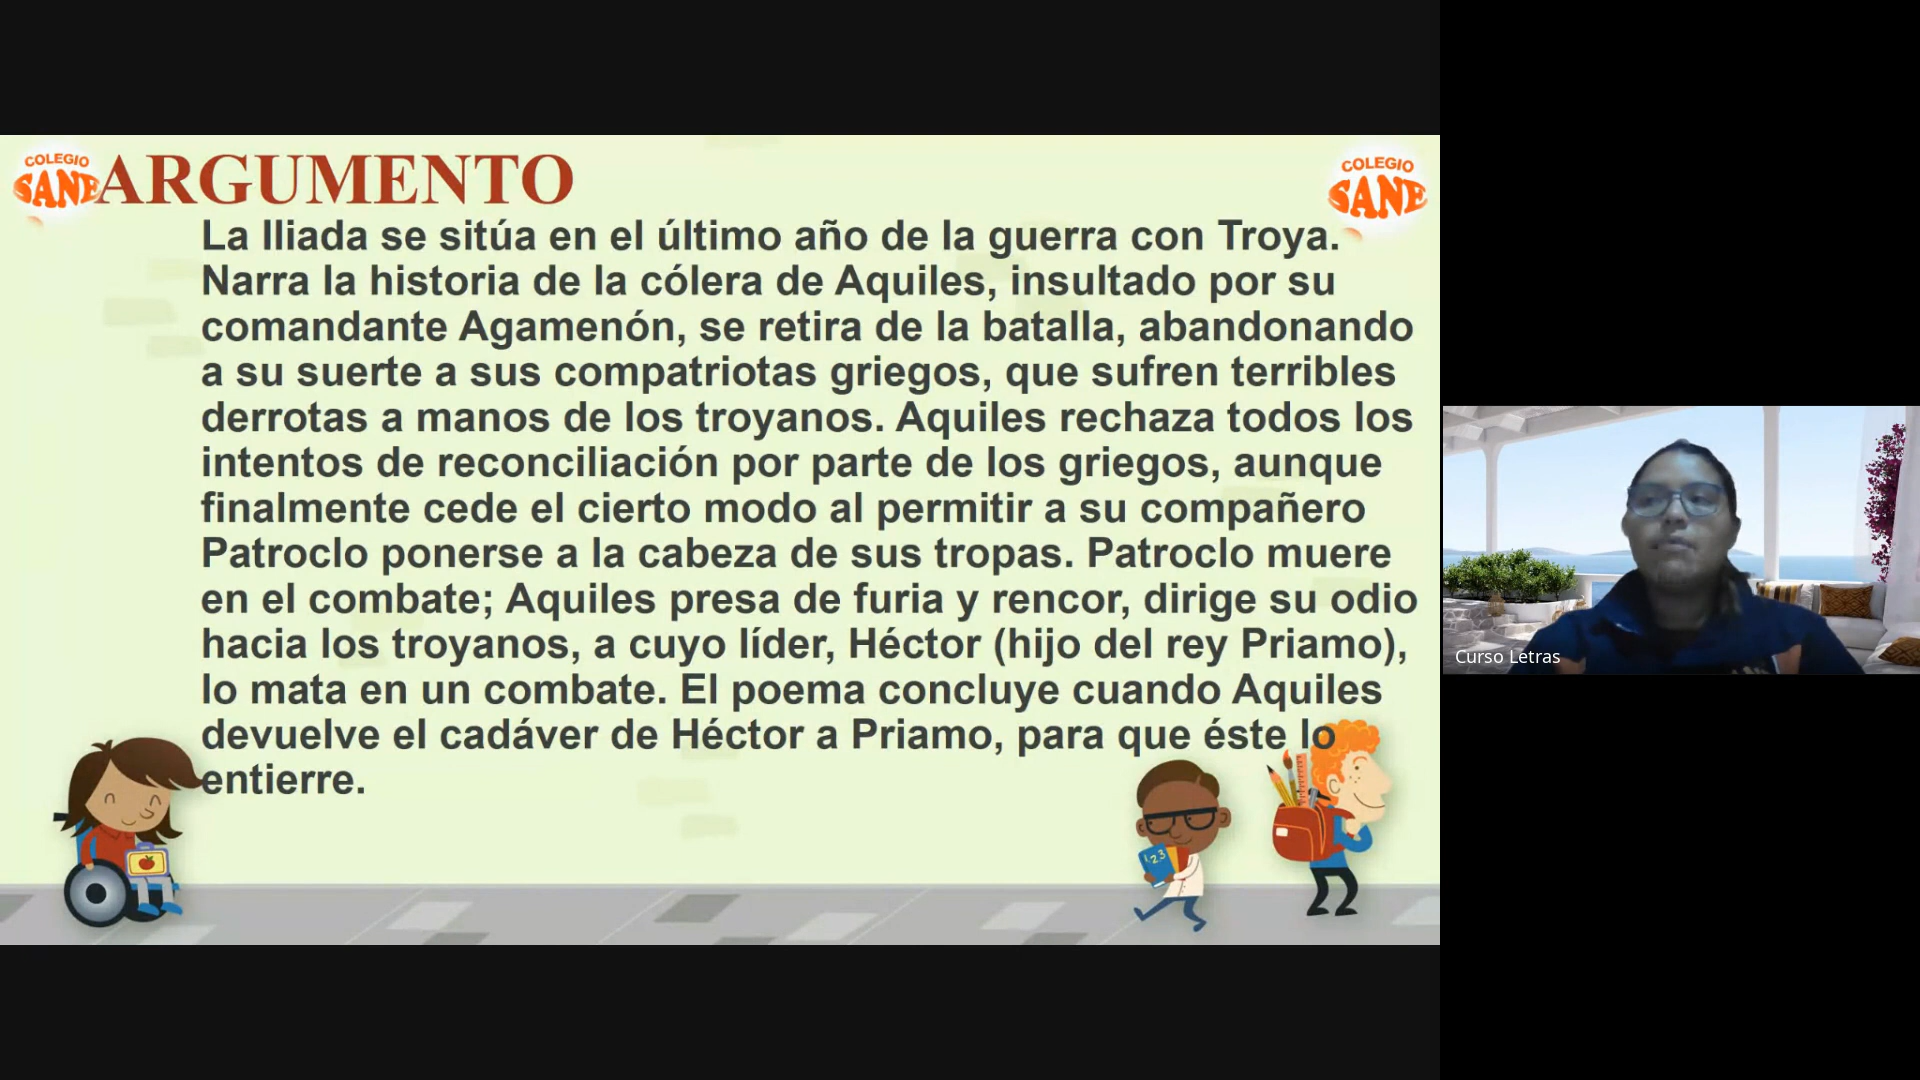 COLEGIO
SANE
ARGUMENTO
COLEGIO
SANE
La Iliada se sitúa en el último año de la guerra con Troya.
Narra la historia de la cólera de Aquiles, insultado por su
comandante Agamenón, se retira de la batalla, abandonando
a su suerte a sus compatriotas griegos, que sufren terribles
derrotas a manos de los troyanos. Aquiles rechaza todos los
intentos de reconciliación por parte de los griegos, aunque
finalmente cede el cierto modo al permitir a su compañero
Patroclo ponerse a la cabeza de sus tropas. Patroclo muere
en el combate; Aquiles presa de furia y rencor, dirige su odio
hacia los troyanos, a cuyo líder, Héctor (hijo del rey Priamo),
lo mata en un combate. El poema concluye cuando Aquiles
devuelve el cadáver de Héctor a Priamo, para que éste lo
entierre.
123
Curso Letras